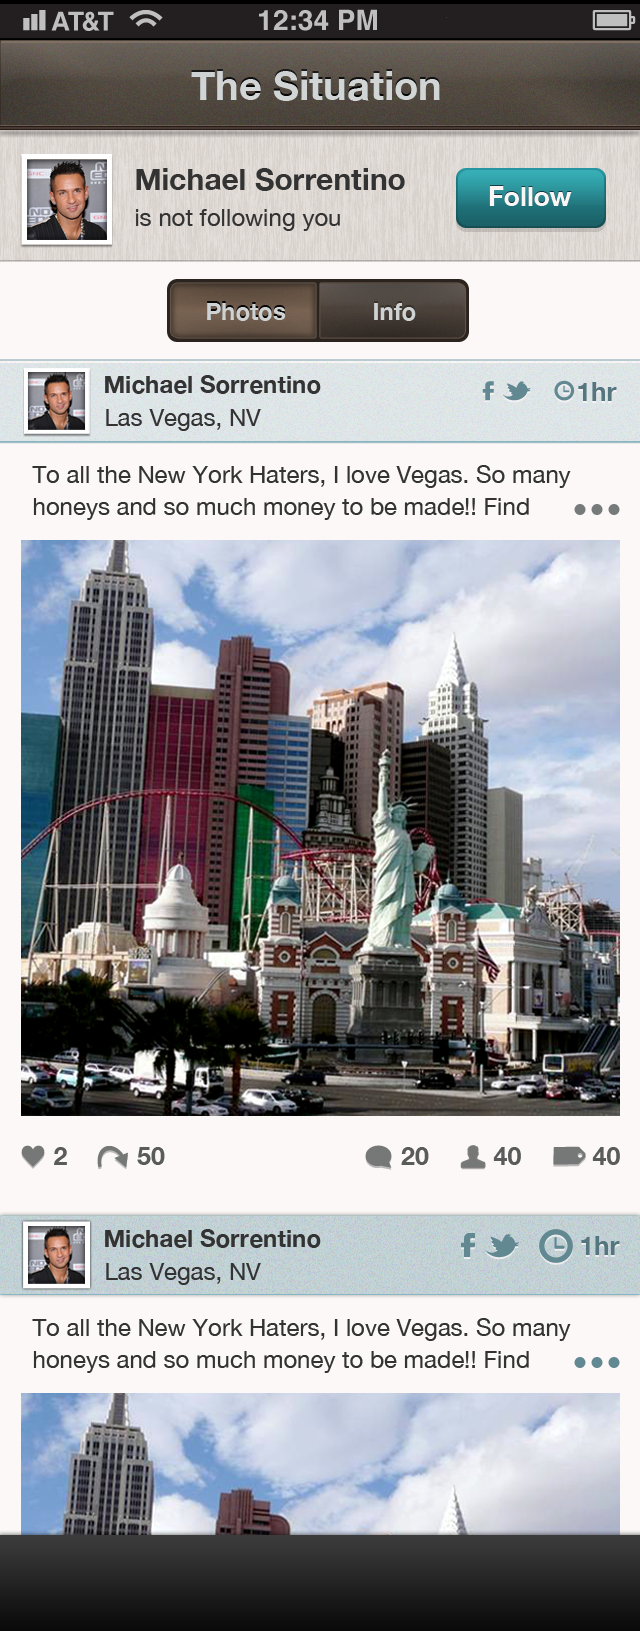 AT&T 12:34 PM
The Situation
Michael Sorrentino
is not following you
Follow
Photos Info
Michael Sorrentino 1hr
Las Vegas, NV
To all the New York Haters, I love Vegas. So many
honeys and so much money to be made!! Find
2 50 20 40 40
Michael Sorrentino 1hr
Las Vegas, NV
To all the New York Haters, I love Vegas. So many
honeys and so much money to be made!! Find